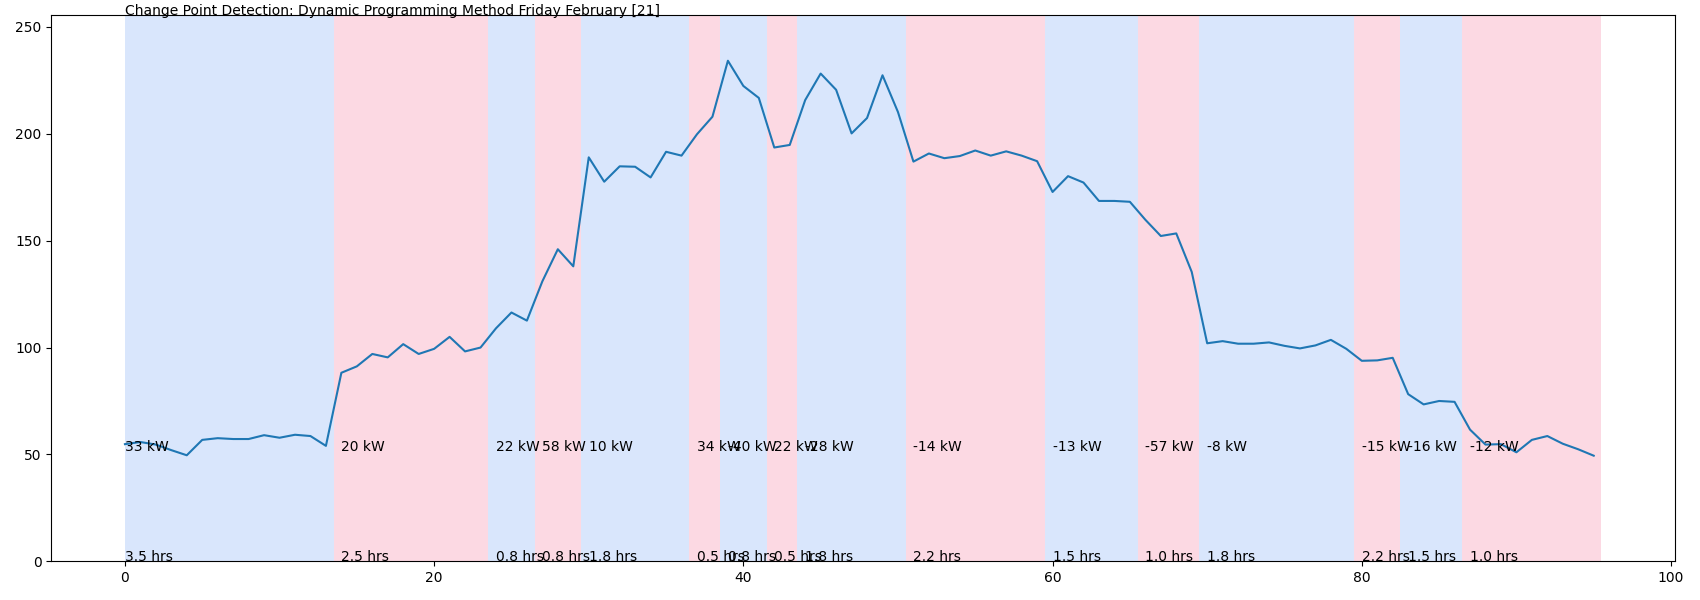 Change Point Detection: Dynamic Programming Method Friday February [21]
250
200
150
100
50
0
33 kW 20 kW 22 kW 58 kW 10 kW 34 kW -40 kW -22 kW 28 kW -14 kW -13 kW -57 kW -8 kW -15 kW -16 kW -12 kW
3.5 hrs 2.5 hrs 0.8 hrs 0.8 hrs 1.8 hrs 0.5 hrs 0.8 hrs 0.5 hrs 1.8 hrs 2.2 hrs 1.5 hrs 1.0 hrs 1.8 hrs 2.2 hrs 1.5 hrs 1.0 hrs
0 20 40 60 80 100